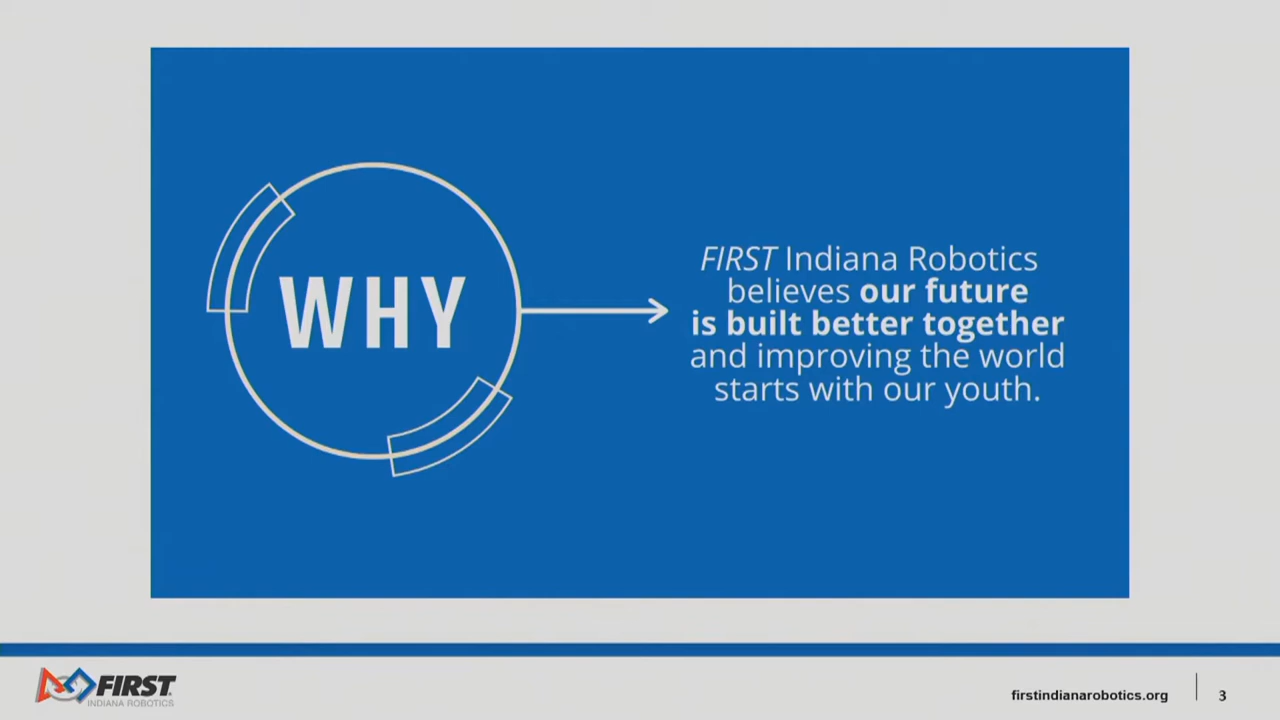 WHY
FIRST Indiana Robotics
believes our future
is built better together
and improving the world
starts with our youth.
FIRST
INDIANA ROBOTICS
firstindianarobotics.org
3